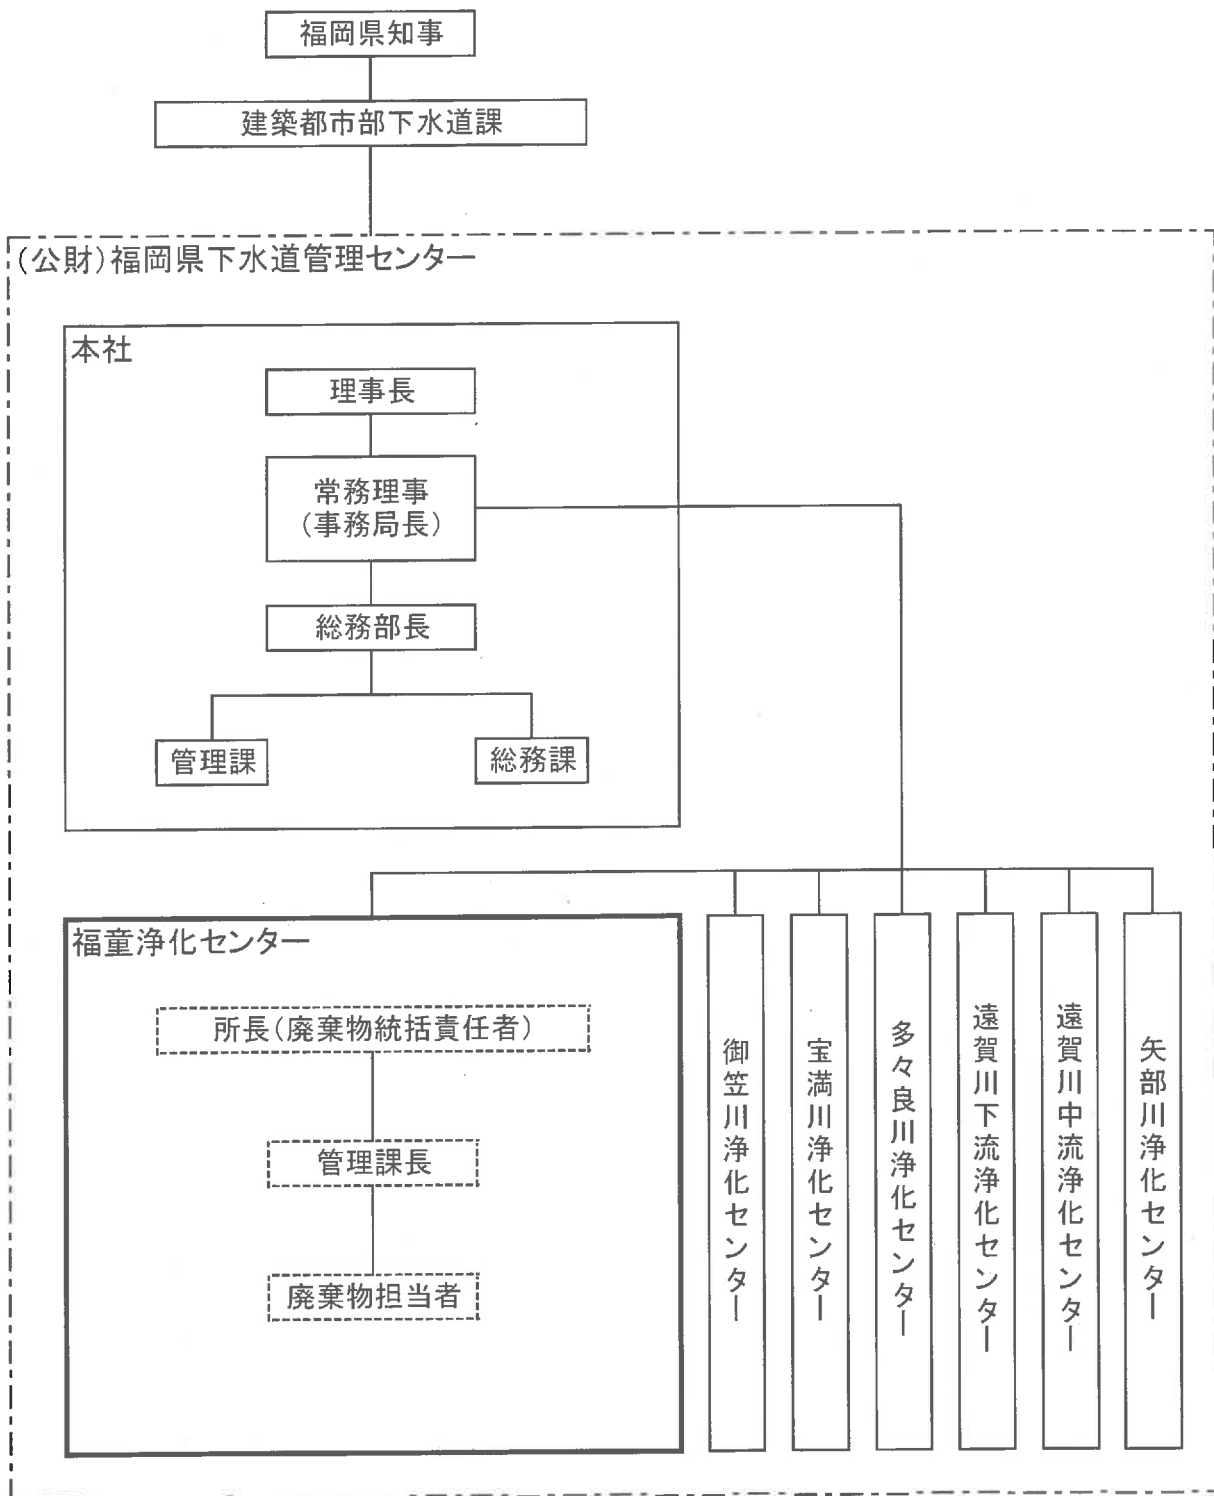 福岡県知事
建築都市部下水道課
(公財)福岡県下水道管理センター
本社
理事長
常務理事
(事務局長)
総務部長
管理課
総務課
福童浄化センター
所長(廃棄物統括責任者)
管理課長
廃棄物担当者
御笠川浄化センター
宝満川浄化センター
多々良川浄化センター
遠賀川下流浄化センター
遠賀川中流浄化センター
矢部川浄化センター